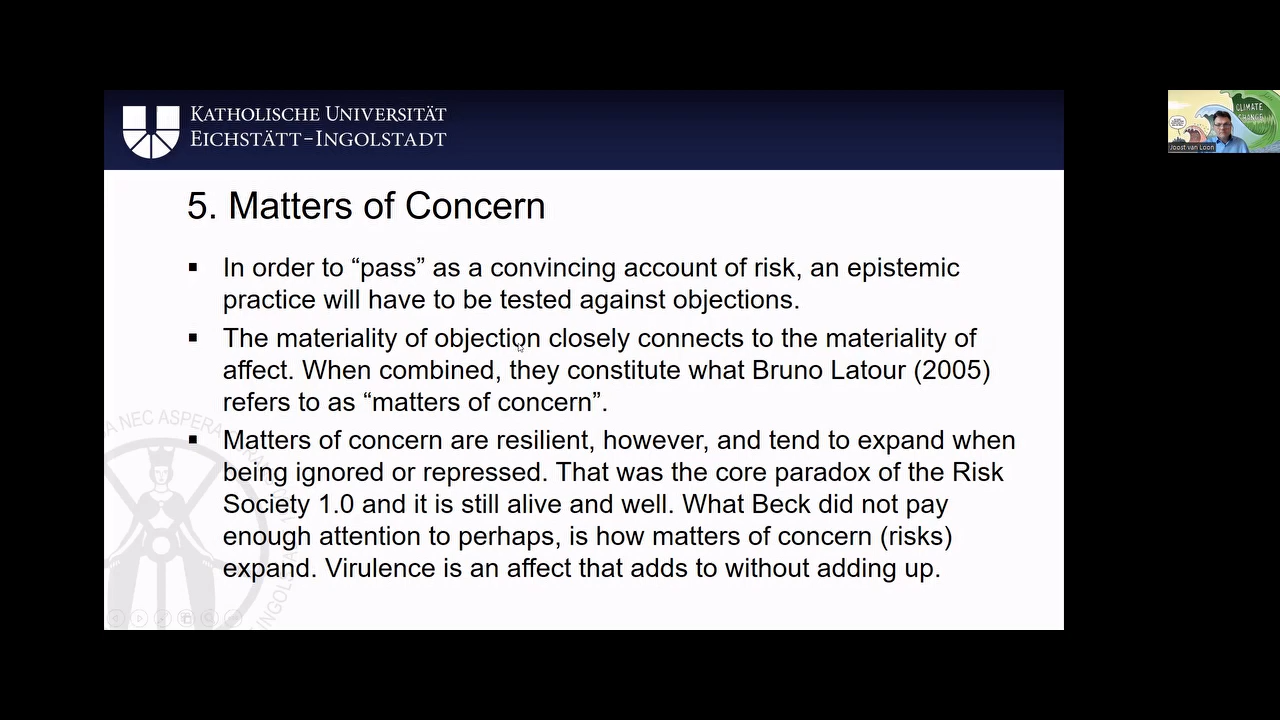 KATHOLISCHE UNIVERSITÄT
EICHSTÄTT-INGOLSTADT
5. Matters of Concern
▪ In order to “pass” as a convincing account of risk, an epistemic
practice will have to be tested against objections.
▪ The materiality of objection closely connects to the materiality of
affect. When combined, they constitute what Bruno Latour (2005)
refers to as “matters of concern”.
▪ Matters of concern are resilient, however, and tend to expand when
being ignored or repressed. That was the core paradox of the Risk
Society 1.0 and it is still alive and well. What Beck did not pay
enough attention to perhaps, is how matters of concern (risks)
expand. Virulence is an affect that adds to without adding up.
NEC ASPERA
CLIMATE
CHANGE
Joost van Loon